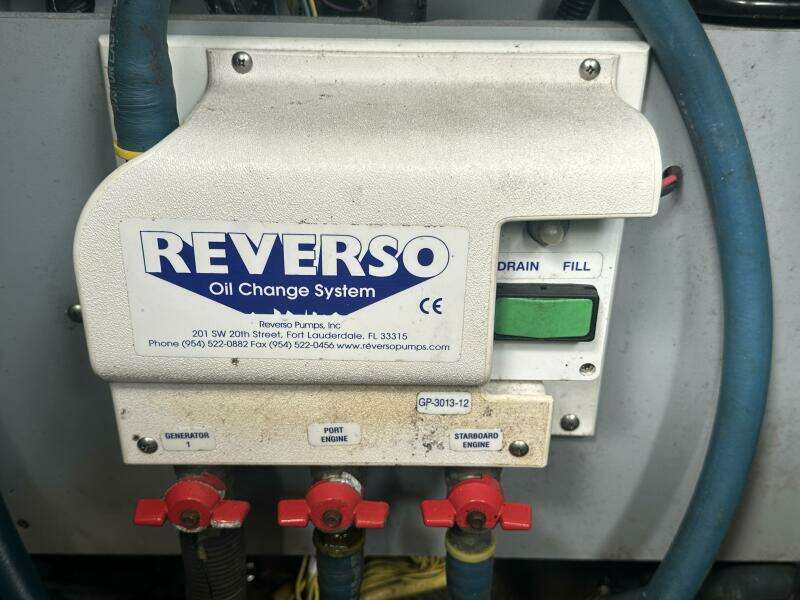 REVERSO
Oil Change System
CE
Reverso Pumps, Inc
201 SW 20th Street, Fort Lauderdale, FL 33315
Phone (954) 522-0882 Fax (954) 522-0456 www.reversopumps.com
DRAIN FILL
GP-3013-12
GENERATOR
1
PORT
ENGINE
STARBOARD
ENGINE